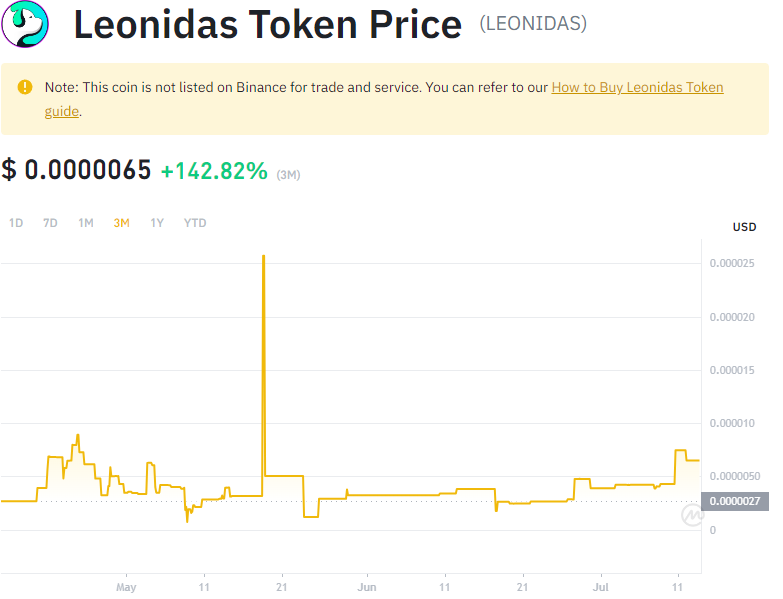 Leonidas Token Price (LEONIDAS)
Note: This coin is not listed on Binance for trade and service. You can refer to our How to Buy Leonidas Token
guide.
$ 0.0000065 +142.82% (3M)
1D 7D 1M 3M 1Y YTD
USD
0.000025
0.000020
0.000015
0.000010
0.0000050
0.0000027
0
May 11 21 Jun 11 21 Jul 11